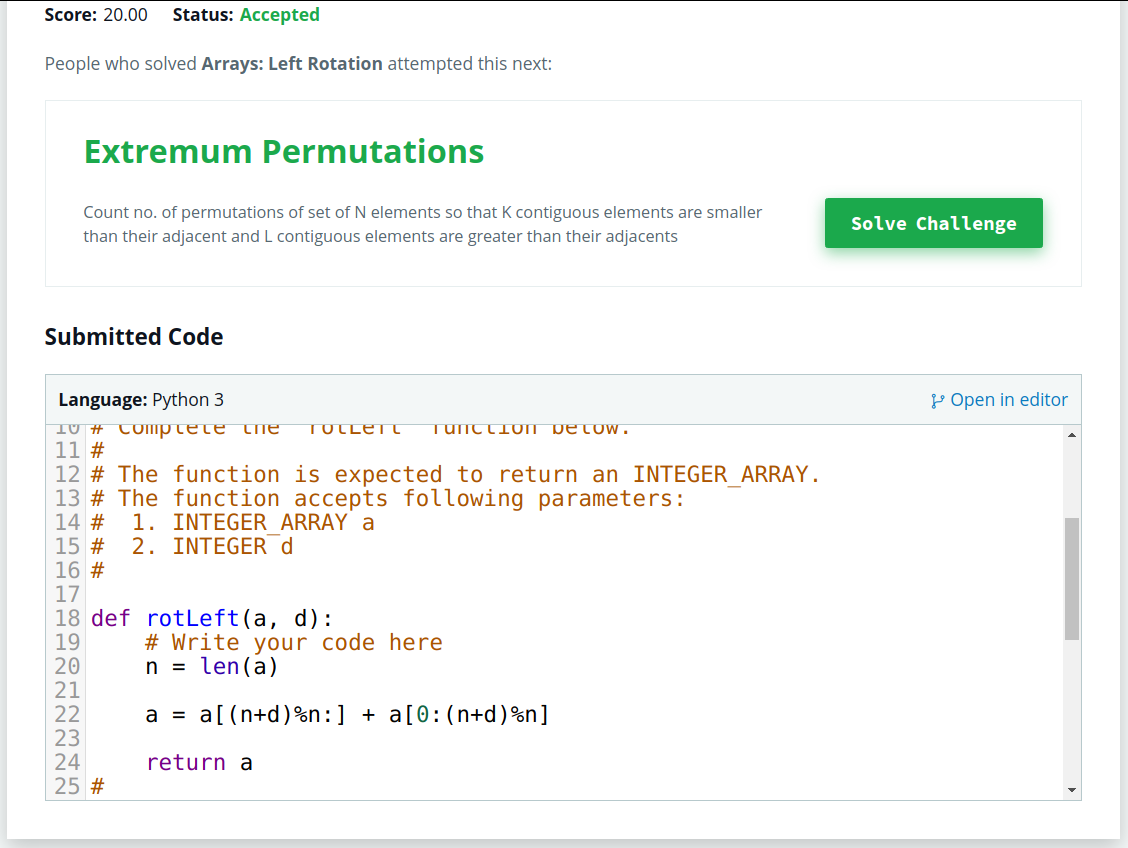 Score: 20.00 Status: Accepted
People who solved Arrays: Left Rotation attempted this next:
Extremum Permutations
Count no. of permutations of set of N elements so that K contiguous elements are smaller
than their adjacent and L contiguous elements are greater than their adjacents
Solve Challenge
Submitted Code
Language: Python 3
Open in editor
10 # Complete the 'rotLeft' function below.
11 #
12 # The function is expected to return an INTEGER_ARRAY.
13 # The function accepts following parameters:
14 #  1. INTEGER_ARRAY a
15 #  2. INTEGER d
16 #
17
18 def rotLeft(a, d):
19     # Write your code here
20     n = len(a)
21
22     a = a[(n+d)%n:] + a[0:(n+d)%n]
23
24     return a
25 #